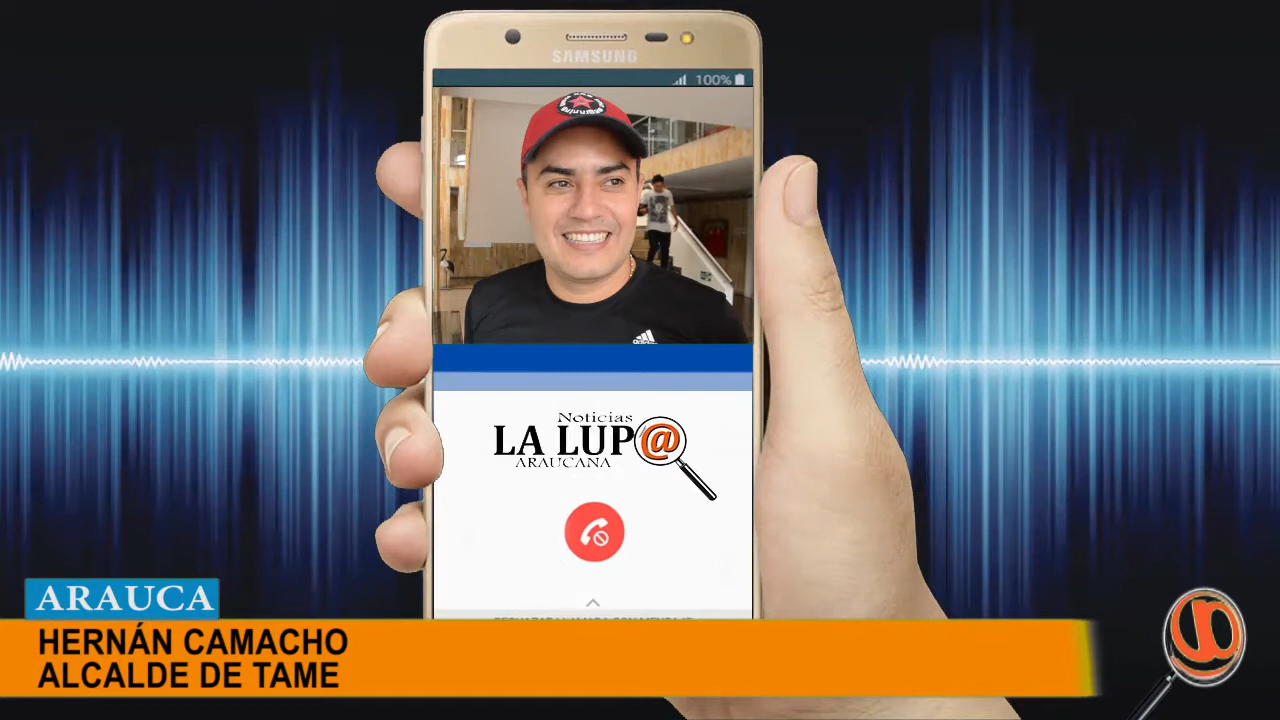 SAMSUNG
100%
Noticias
LA LUP@
ARAUCANA
ARAUCA
HERNÁN CAMACHO
ALCALDE DE TAME